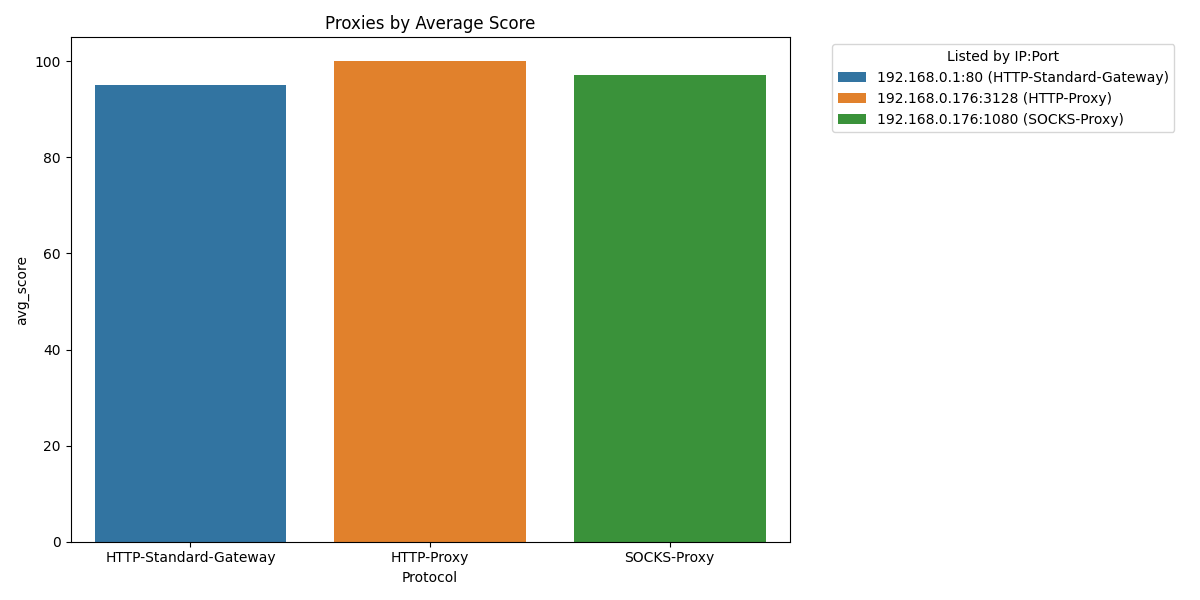 Proxies by Average Score
Listed by IP:Port
192.168.0.1:80 (HTTP-Standard-Gateway)
192.168.0.176:3128 (HTTP-Proxy)
192.168.0.176:1080 (SOCKS-Proxy)
avg_score
100
80
60
40
20
0
HTTP-Standard-Gateway
HTTP-Proxy
SOCKS-Proxy
Protocol